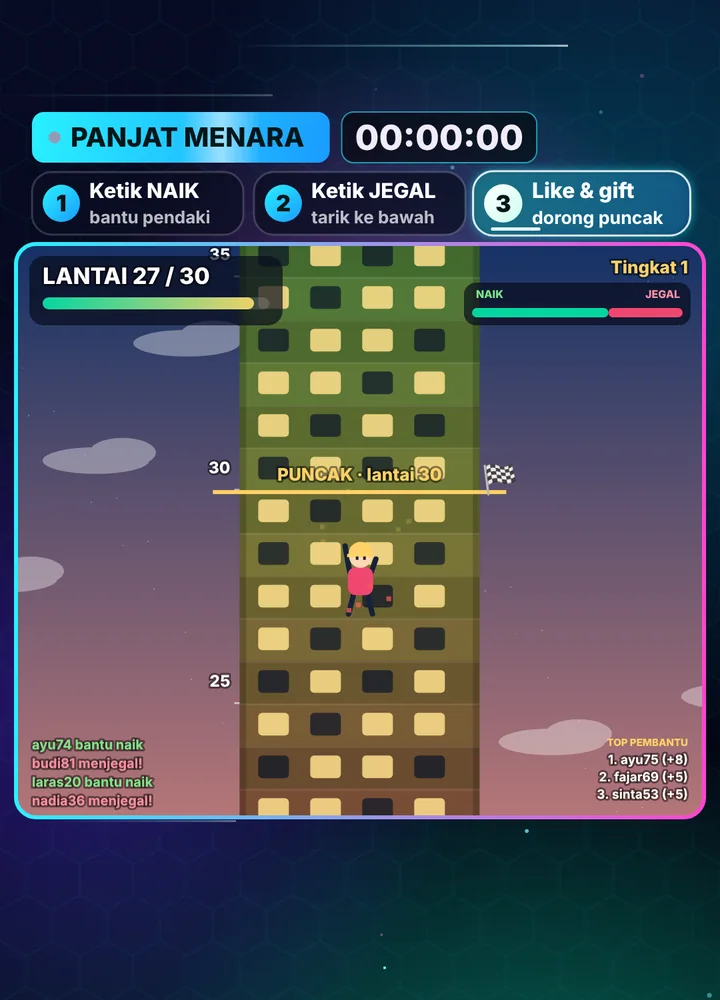 PANJAT MENARA
00:00:00
1
Ketik NAIK
bantu pendaki
2
Ketik JEGAL
tarik ke bawah
3
Like & gift
dorong puncak
35
LANTAI 27 / 30
Tingkat 1
NAIK
JEGAL
30
PUNCAK · lantai 30
25
ayu74 bantu naik
budi81 menjegal!
laras20 bantu naik
nadia36 menjegal!
TOP PEMBANTU
1. ayu75 (+8)
2. fajar69 (+5)
3. sinta53 (+5)